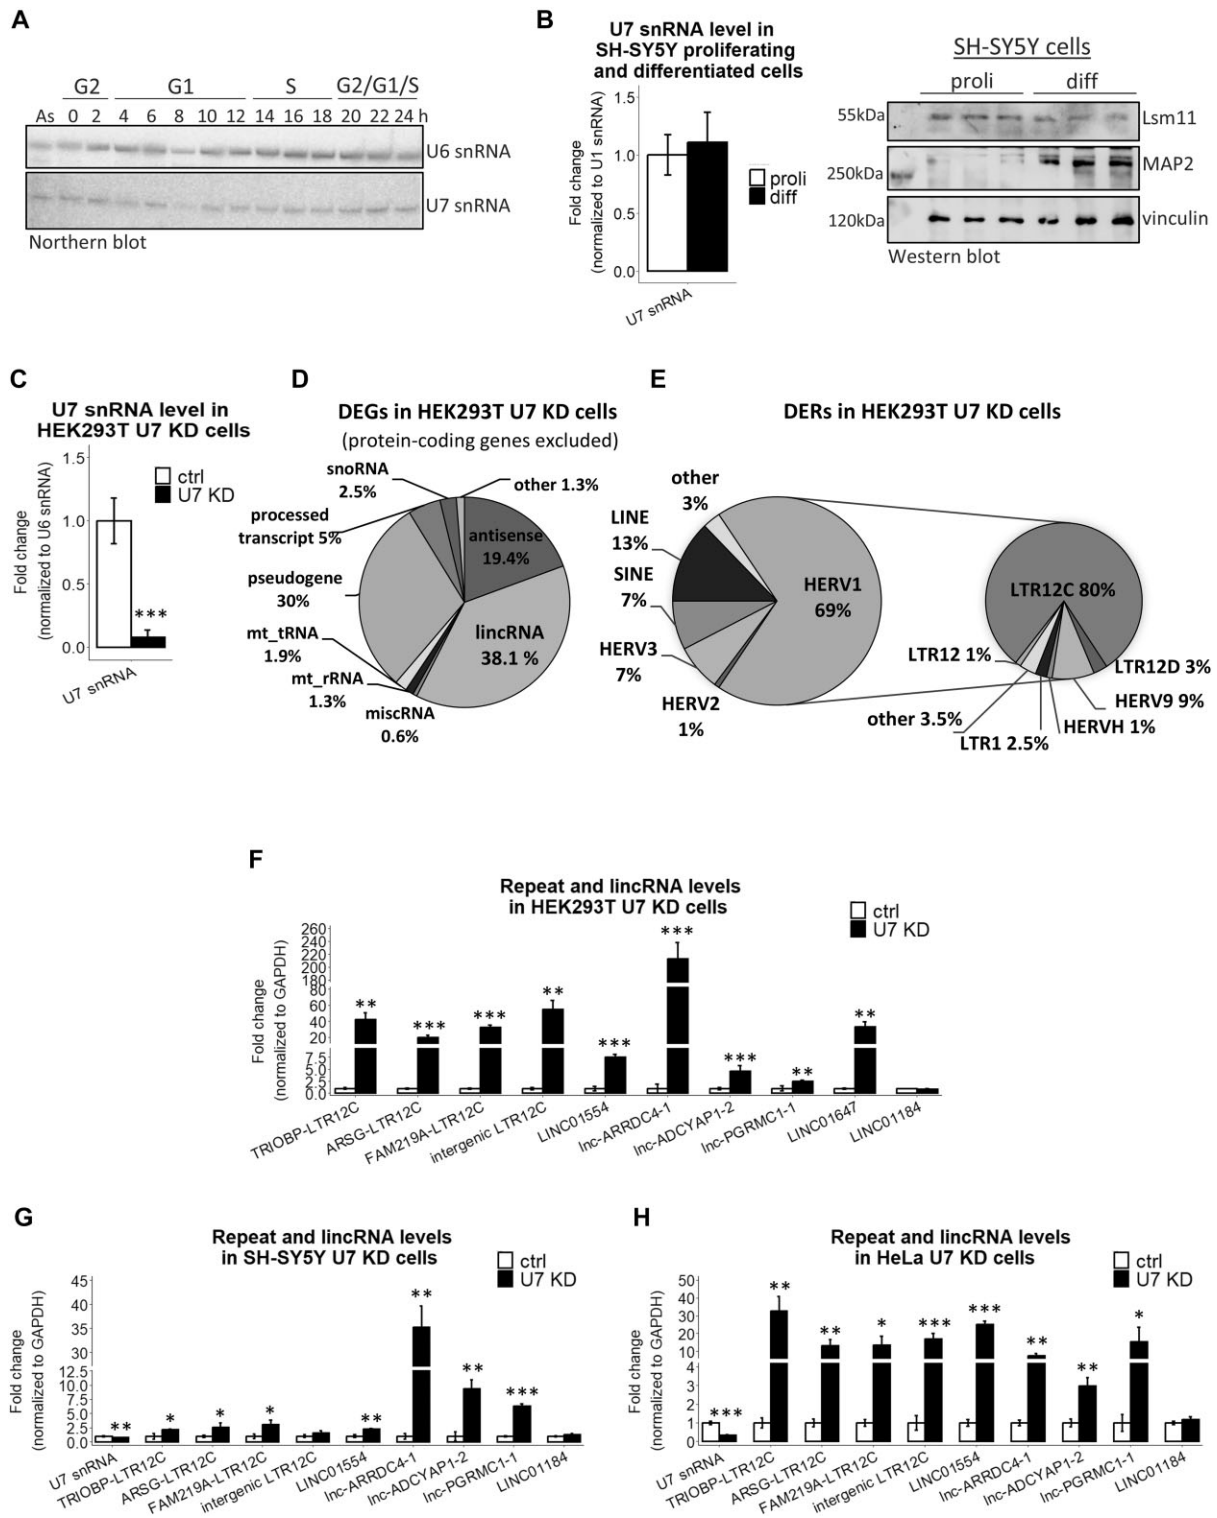 A
G2 G1 S G2/G1/S
As 0 2 4 6 8 10 12 14 16 18 20 22 24 h
U6 snRNA
U7 snRNA
Northern blot
B
U7 snRNA level in
SH-SY5Y proliferating
and differentiated cells
Fold change
(normalized to U1 snRNA)
1.5
1.0
0.5
0.0
proli
diff
U7 snRNA
SH-SY5Y cells
proli diff
55kDa
Lsm11
MAP2
250kDa
120kDa
vinculin
Western blot
C
U7 snRNA level in
HEK293T U7 KD cells
Fold change
(normalized to U6 snRNA)
1.5
1.0
0.5
0.0
ctrl
U7 KD
***
U7 snRNA
D
DEGs in HEK293T U7 KD cells
(protein-coding genes excluded)
snoRNA
2.5%
other 1.3%
processed
transcript 5%
antisense
19.4%
pseudogene
30%
lincRNA
38.1 %
mt_tRNA
1.9%
mt_rRNA
1.3%
miscRNA
0.6%
E
DERs in HEK293T U7 KD cells
other
3%
LINE
13%
SINE
7%
HERV3
7%
HERV2
1%
HERV1
69%
LTR12C 80%
LTR12 1%
LTR12D 3%
HERV9 9%
other 3.5%
HERVH 1%
LTR1 2.5%
F
Repeat and lincRNA levels
in HEK293T U7 KD cells
ctrl
U7 KD
Fold change
(normalized to GAPDH)
260
240
220
200
180
80
60
40
20
7.5
5.0
2.5
0.0
** *** *** ** *** *** *** ** **
TRIOBP-LTR12C
ARSG-LTR12C
FAM219A-LTR12C
intergenic LTR12C
LINC01554
lnc-ARRDC4-1
lnc-ADCYAP1-2
lnc-PGRMC1-1
LINC01647
LINC01184
G
Repeat and lincRNA levels
in SH-SY5Y U7 KD cells
ctrl
U7 KD
Fold change
(normalized to GAPDH)
45
40
35
30
12.5
10.0
7.5
5.0
2.5
0.0
** * * * ** ** ** ***
U7 snRNA
TRIOBP-LTR12C
ARSG-LTR12C
FAM219A-LTR12C
intergenic LTR12C
LINC01554
lnc-ARRDC4-1
lnc-ADCYAP1-2
lnc-PGRMC1-1
LINC01184
H
Repeat and lincRNA levels
in HeLa U7 KD cells
ctrl
U7 KD
Fold change
(normalized to GAPDH)
50
40
30
20
10
4
3
2
1
0
*** ** ** * *** *** ** ** *
U7 snRNA
TRIOBP-LTR12C
ARSG-LTR12C
FAM219A-LTR12C
intergenic LTR12C
LINC01554
lnc-ARRDC4-1
lnc-ADCYAP1-2
lnc-PGRMC1-1
LINC01184